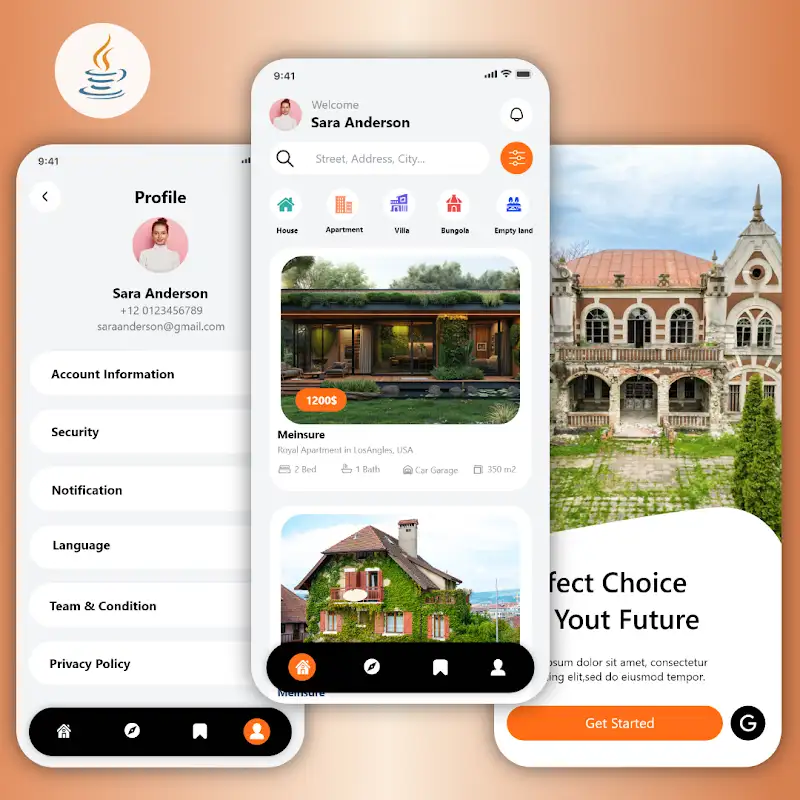 9:41
Profile
Sara Anderson
+12 0123456789
saraanderson@gmail.com
Account Information
Security
Notification
Language
Team & Condition
Privacy Policy
9:41
Welcome
Sara Anderson
Street, Address, City...
House
Apartment
Villa
Bungola
Empty land
1200$
Meinsure
Royal Apartment in LosAngles, USA
2 Bed
1 Bath
Car Garage
350 m2
Meinsure
fect Choice
Yout Future
osum dolor sit amet, consectetur
ing elit,sed do eiusmod tempor.
Get Started
G